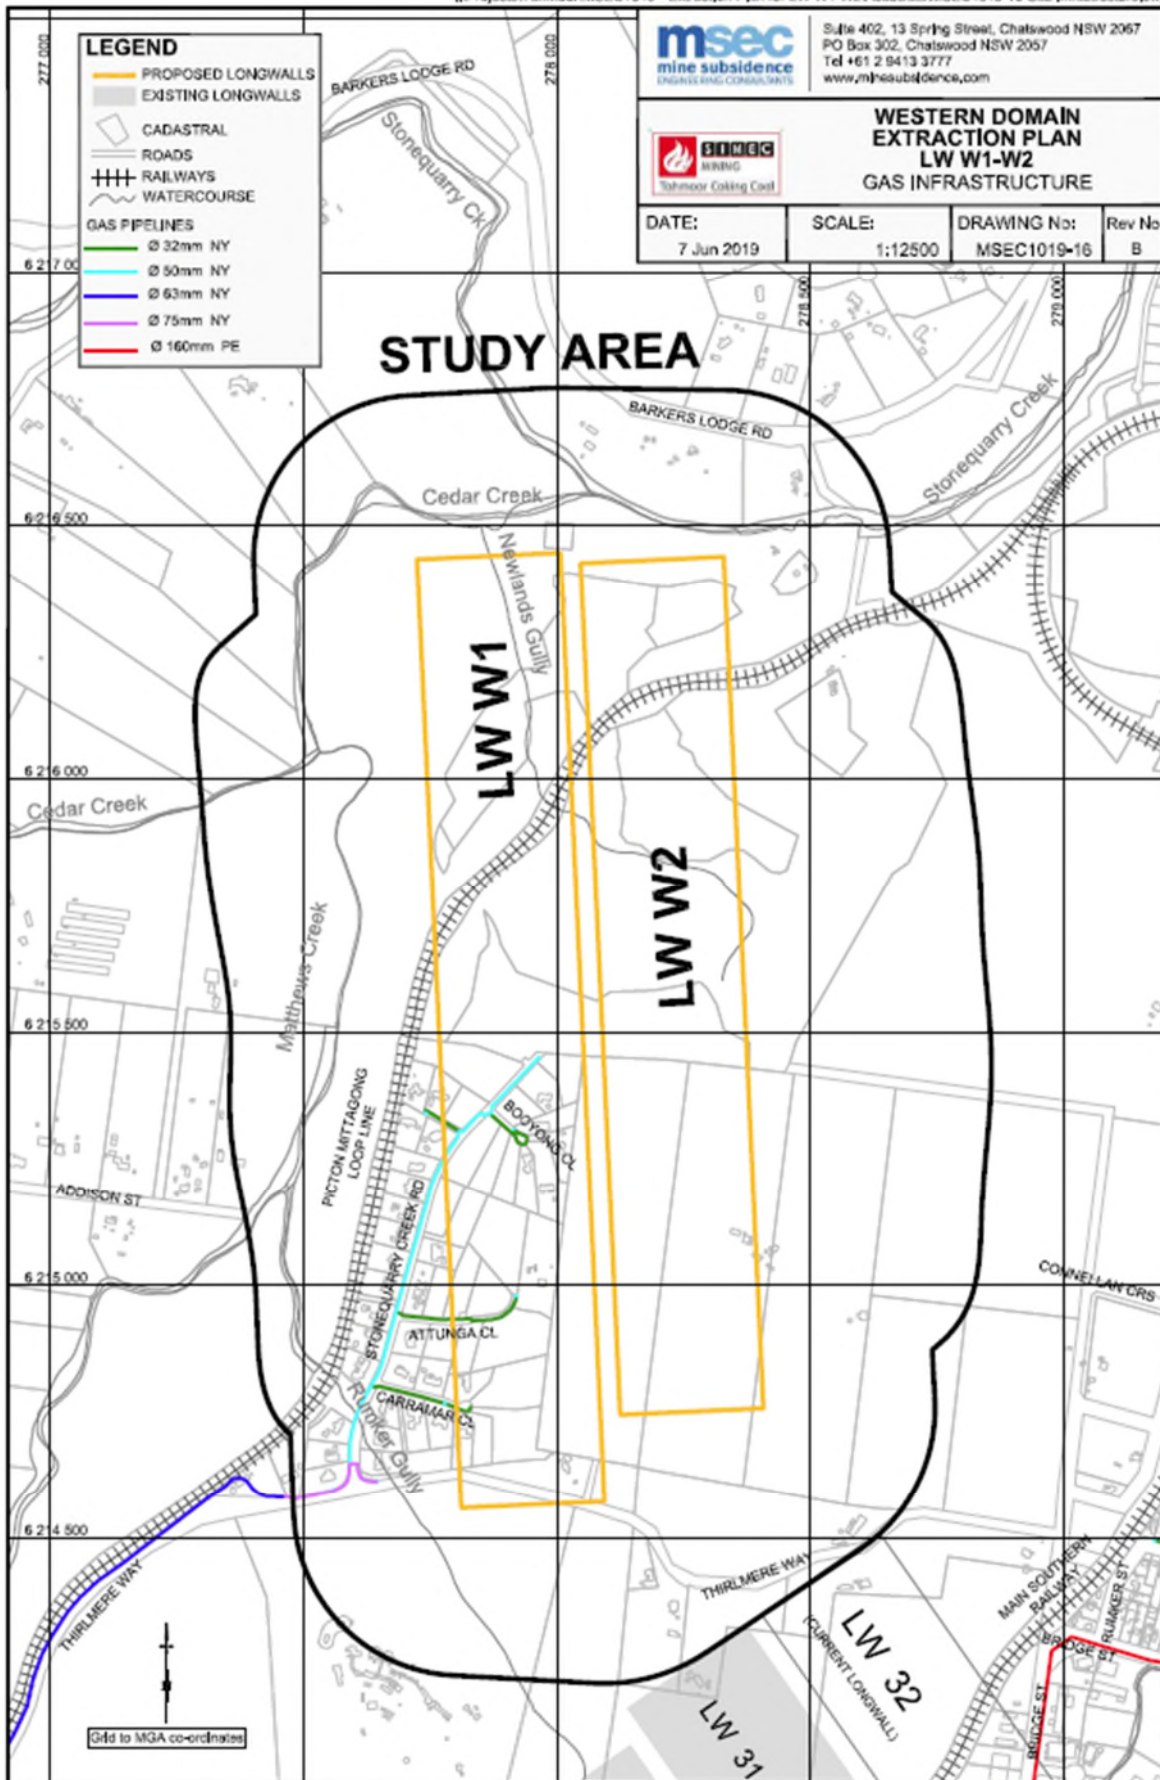 LEGEND
PROPOSED LONGWALLS
EXISTING LONGWALLS
CADASTRAL
ROADS
RAILWAYS
WATERCOURSE
GAS PIPELINES
Ø 32mm NY
Ø 50mm NY
Ø 63mm NY
Ø 75mm NY
Ø 160mm PE
msec
mine subsidence
ENGINEERING CONSULTANTS
Suite 402, 13 Spring Street, Chatswood NSW 2067
PO Box 302, Chatswood NSW 2057
Tel +61 2 9413 3777
www.minesubsidence.com
SIMEC
MINING
Tahmoor Coking Coal
WESTERN DOMAIN
EXTRACTION PLAN
LW W1-W2
GAS INFRASTRUCTURE
DATE:
7 Jun 2019
SCALE:
1:12500
DRAWING No:
MSEC1019-16
Rev No
B
277 000
278 000
278 500
279 000
BARKERS LODGE RD
Stonequarry Ck
6 217 00
STUDY AREA
BARKERS LODGE RD
Stonequarry Creek
Cedar Creek
6 216 500
Newlands Gully
LW W1
6 216 000
Cedar Creek
LW W2
Matthews Creek
6 215 500
PICTON MITTAGONG
LOOP LINE
BOOYONG CL
ADDISON ST
STONEQUARRY CREEK RD
6 215 000
CONNELLAN CRS
ATTUNGA CL
CARRAMAR CL
Rumker Gully
6 214 500
THIRLMERE WAY
THIRLMERE WAY
MAIN SOUTHERN
RAILWAY
RUMKER ST
BRIDGE ST
BRIDGE ST
LW 32
(CURRENT LONGWALL)
LW 31
Grid to MGA co-ordinates